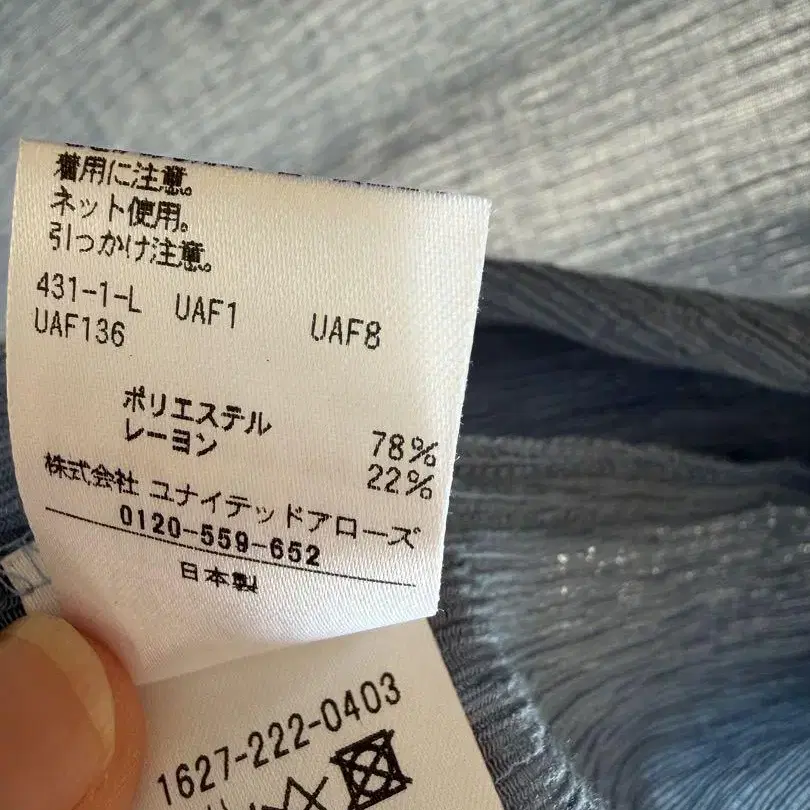 着用に注意。
ネット使用。
引っかけ注意。
431-1-L UAF1 UAF8
UAF136
ポリエステル 78%
レーヨン 22%
株式会社 ユナイテッドアローズ
0120-559-652
日本製
1627-222-0403